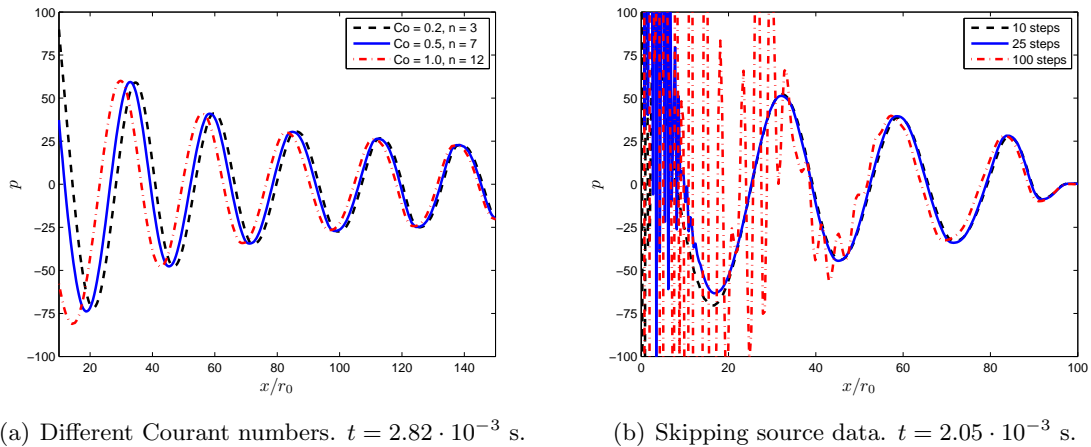 100
75
50
25
0
−25
−50
−75
−100
p
20
40
60
80
100
120
140
x/r₀
Co = 0.2, n = 3
Co = 0.5, n = 7
Co = 1.0, n = 12
(a) Different Courant numbers. t = 2.82 · 10⁻³ s.
100
75
50
25
0
−25
−50
−75
−100
p
0
20
40
60
80
100
x/r₀
10 steps
25 steps
100 steps
(b) Skipping source data. t = 2.05 · 10⁻³ s.